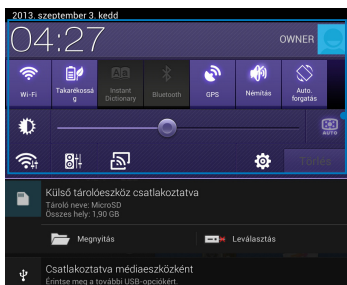 2013. szeptember 3. kedd
04:27
OWNER
Wi-Fi
Takarékossá
g
Instant
Dictionary
Bluetooth
GPS
Némítás
Auto.
forgatás
AUTO
Törlés
Külső tárolóeszköz csatlakoztatva
Tároló neve: MicroSD
Összes hely: 1,90 GB
Megnyitás
Leválasztás
Csatlakoztatva médiaeszközként
Érintse meg a további USB-opciókért.